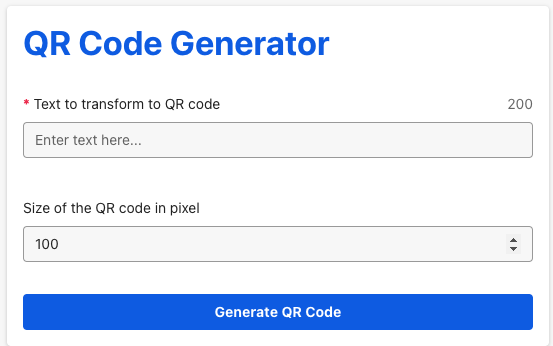 QR Code Generator
* Text to transform to QR code 200
Enter text here...
Size of the QR code in pixel
100
Generate QR Code